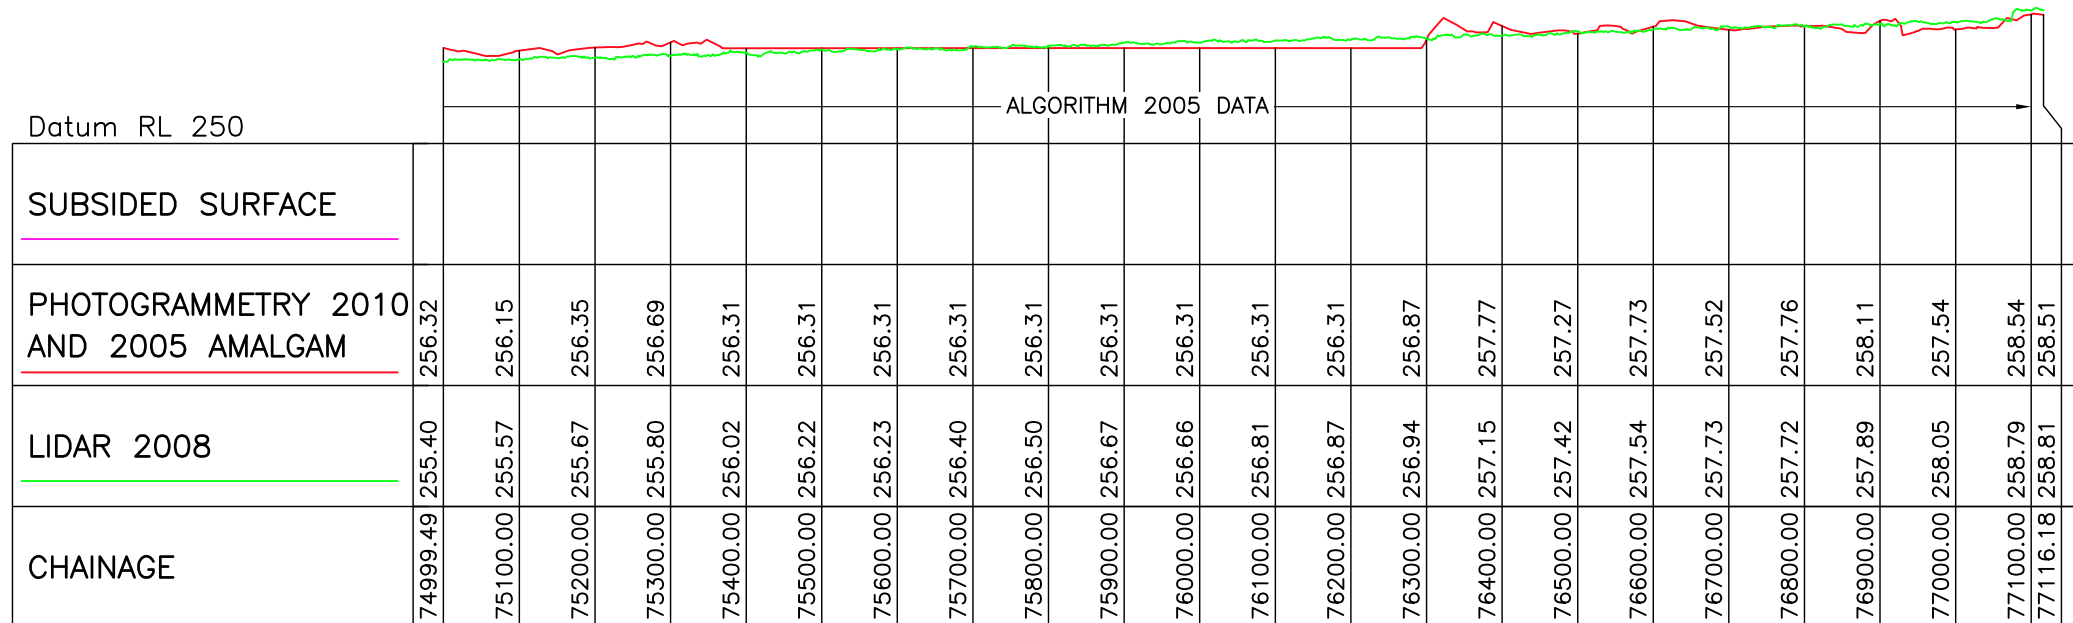 ALGORITHM 2005 DATA
Datum RL 250
SUBSIDED SURFACE
PHOTOGRAMMETRY 2010
AND 2005 AMALGAM
256.32 256.15 256.35 256.69 256.31 256.31 256.31 256.31 256.31 256.31 256.31 256.31 256.31 256.87 257.77 257.27 257.73 257.52 257.76 258.11 257.54 258.54 258.51
LIDAR 2008
255.40 255.57 255.67 255.80 256.02 256.22 256.23 256.40 256.50 256.67 256.66 256.81 256.87 256.94 257.15 257.42 257.54 257.73 257.72 257.89 258.05 258.79 258.81
CHAINAGE
74999.49 75100.00 75200.00 75300.00 75400.00 75500.00 75600.00 75700.00 75800.00 75900.00 76000.00 76100.00 76200.00 76300.00 76400.00 76500.00 76600.00 76700.00 76800.00 76900.00 77000.00 77100.00 77116.18